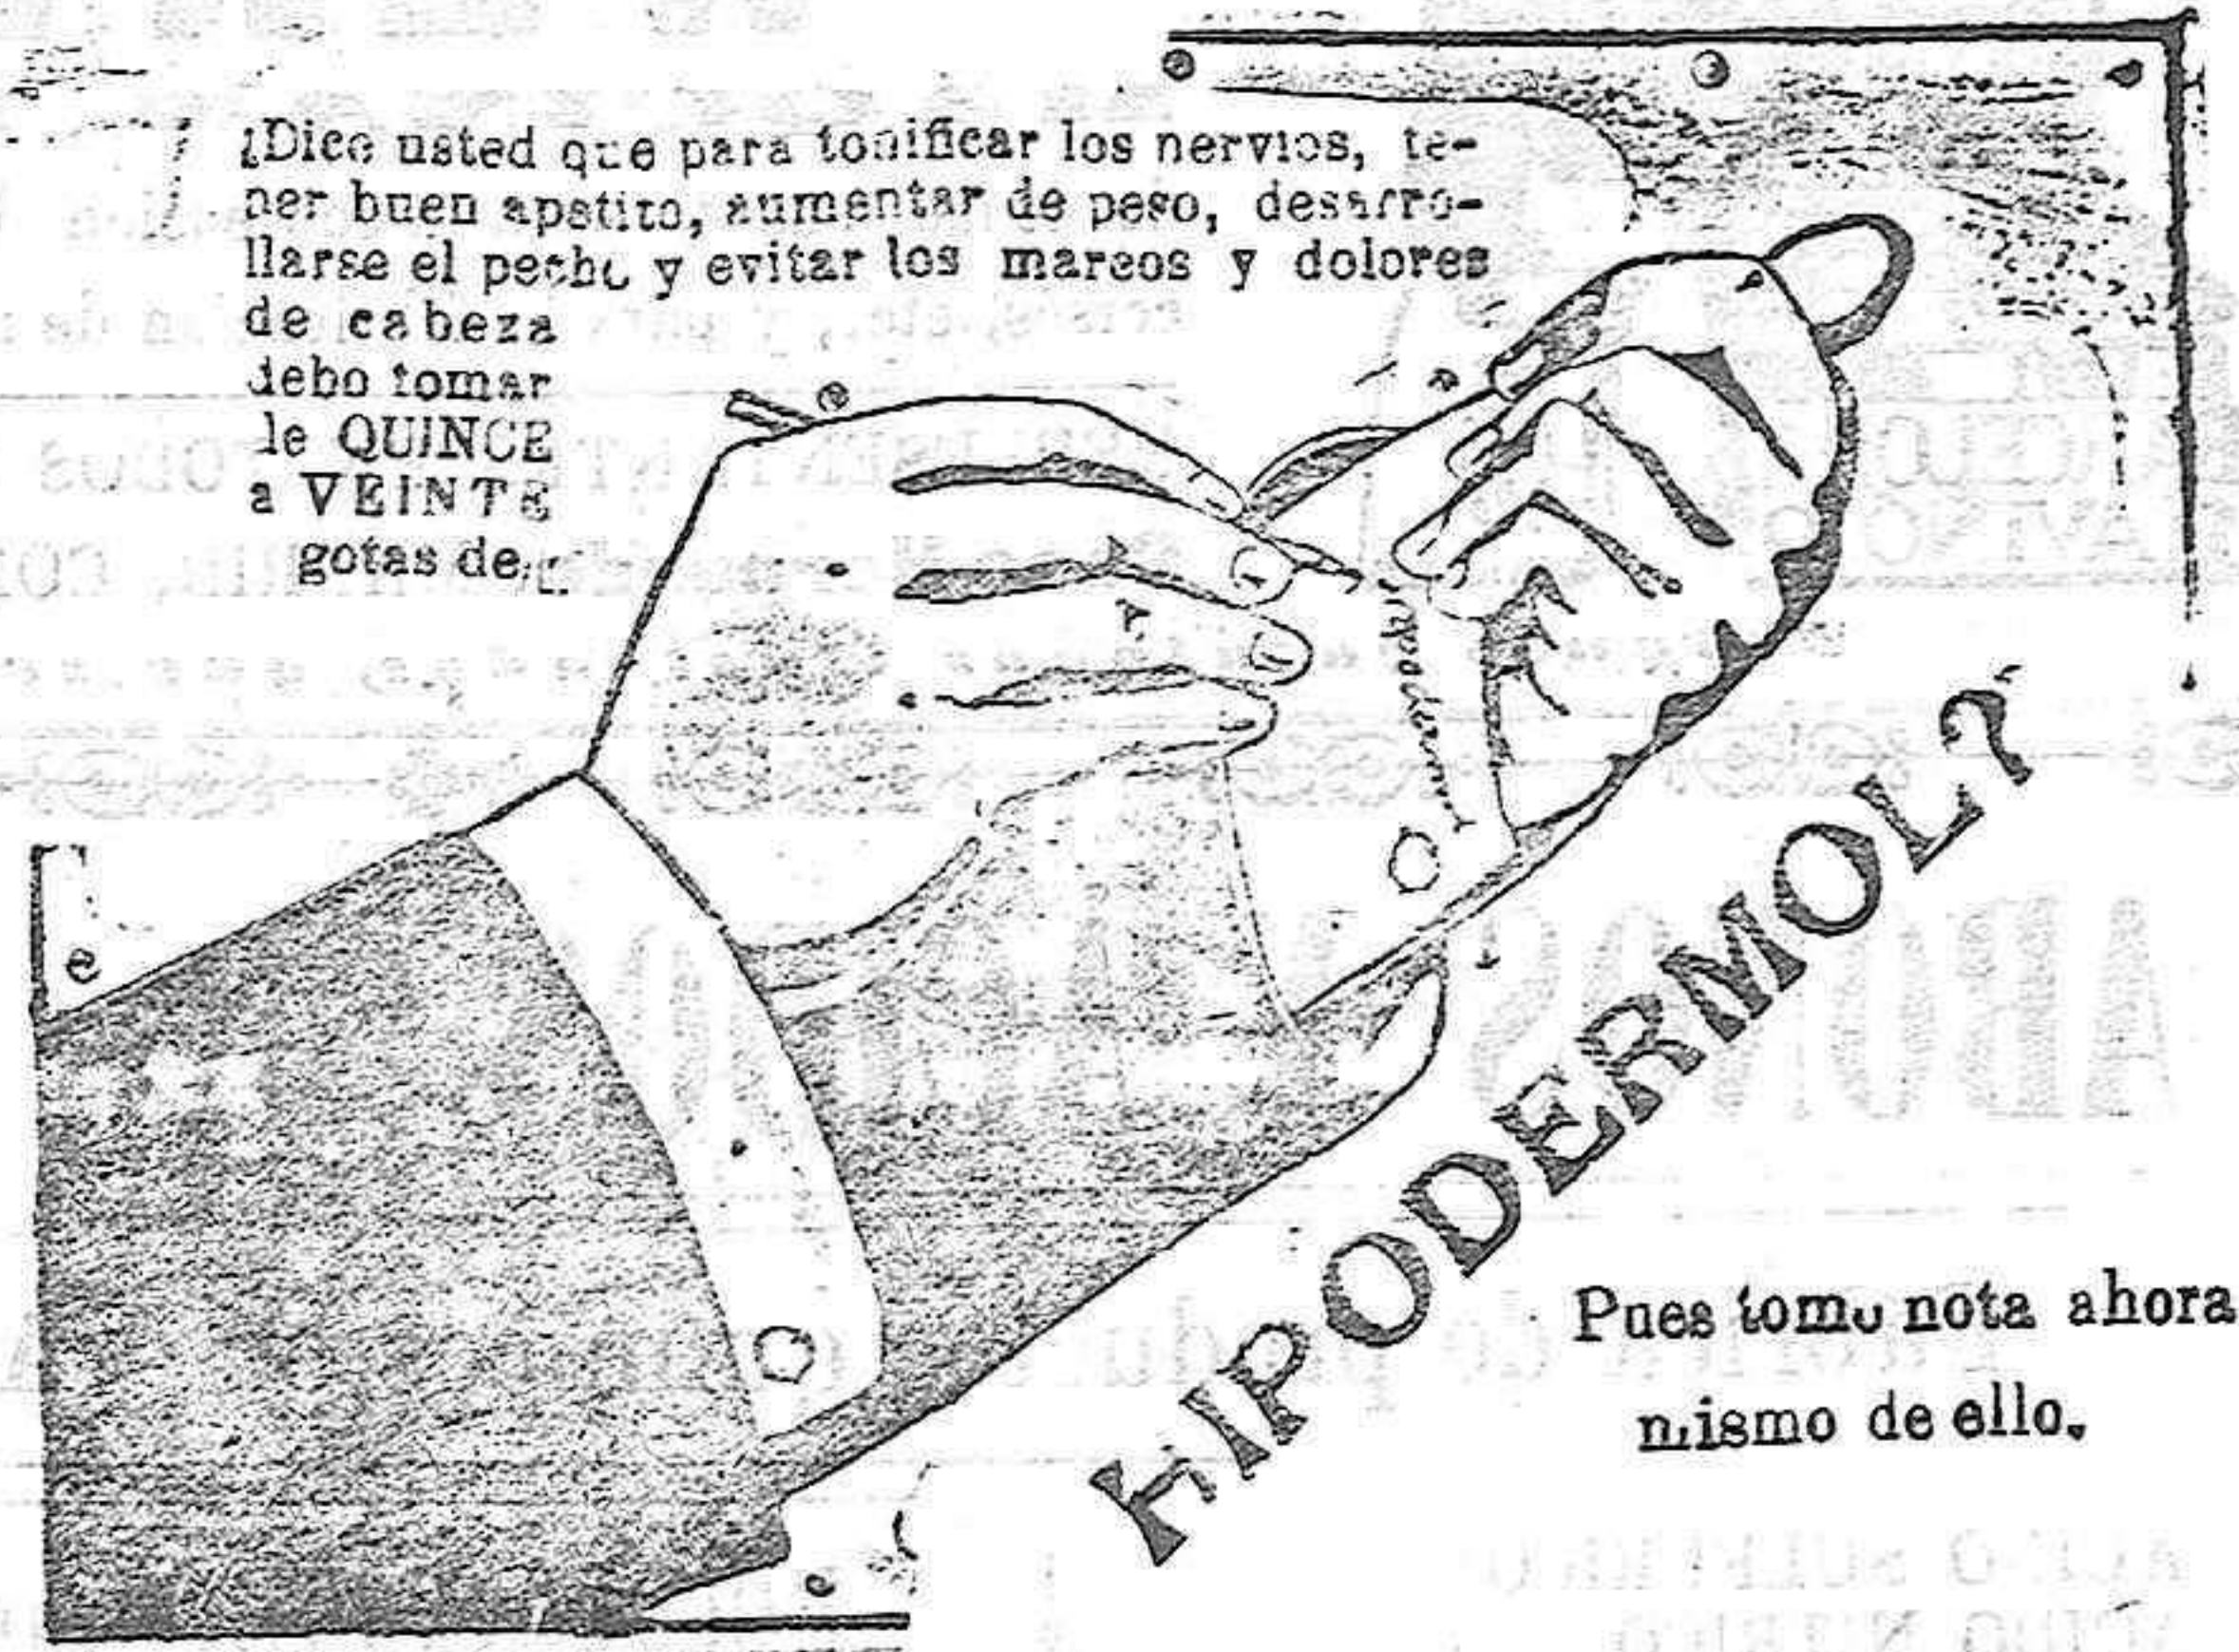 ¿Dice usted que para tonificar los nervios, te-
ner buen apetito, aumentar de peso, desarro-
llarse el pecho y evitar los mareos y dolores
de cabeza
debo tomar
de QUINCE
a VEINTE
gotas de
HIPODERMOL?
Pues tomo nota ahora
mismo de ello.